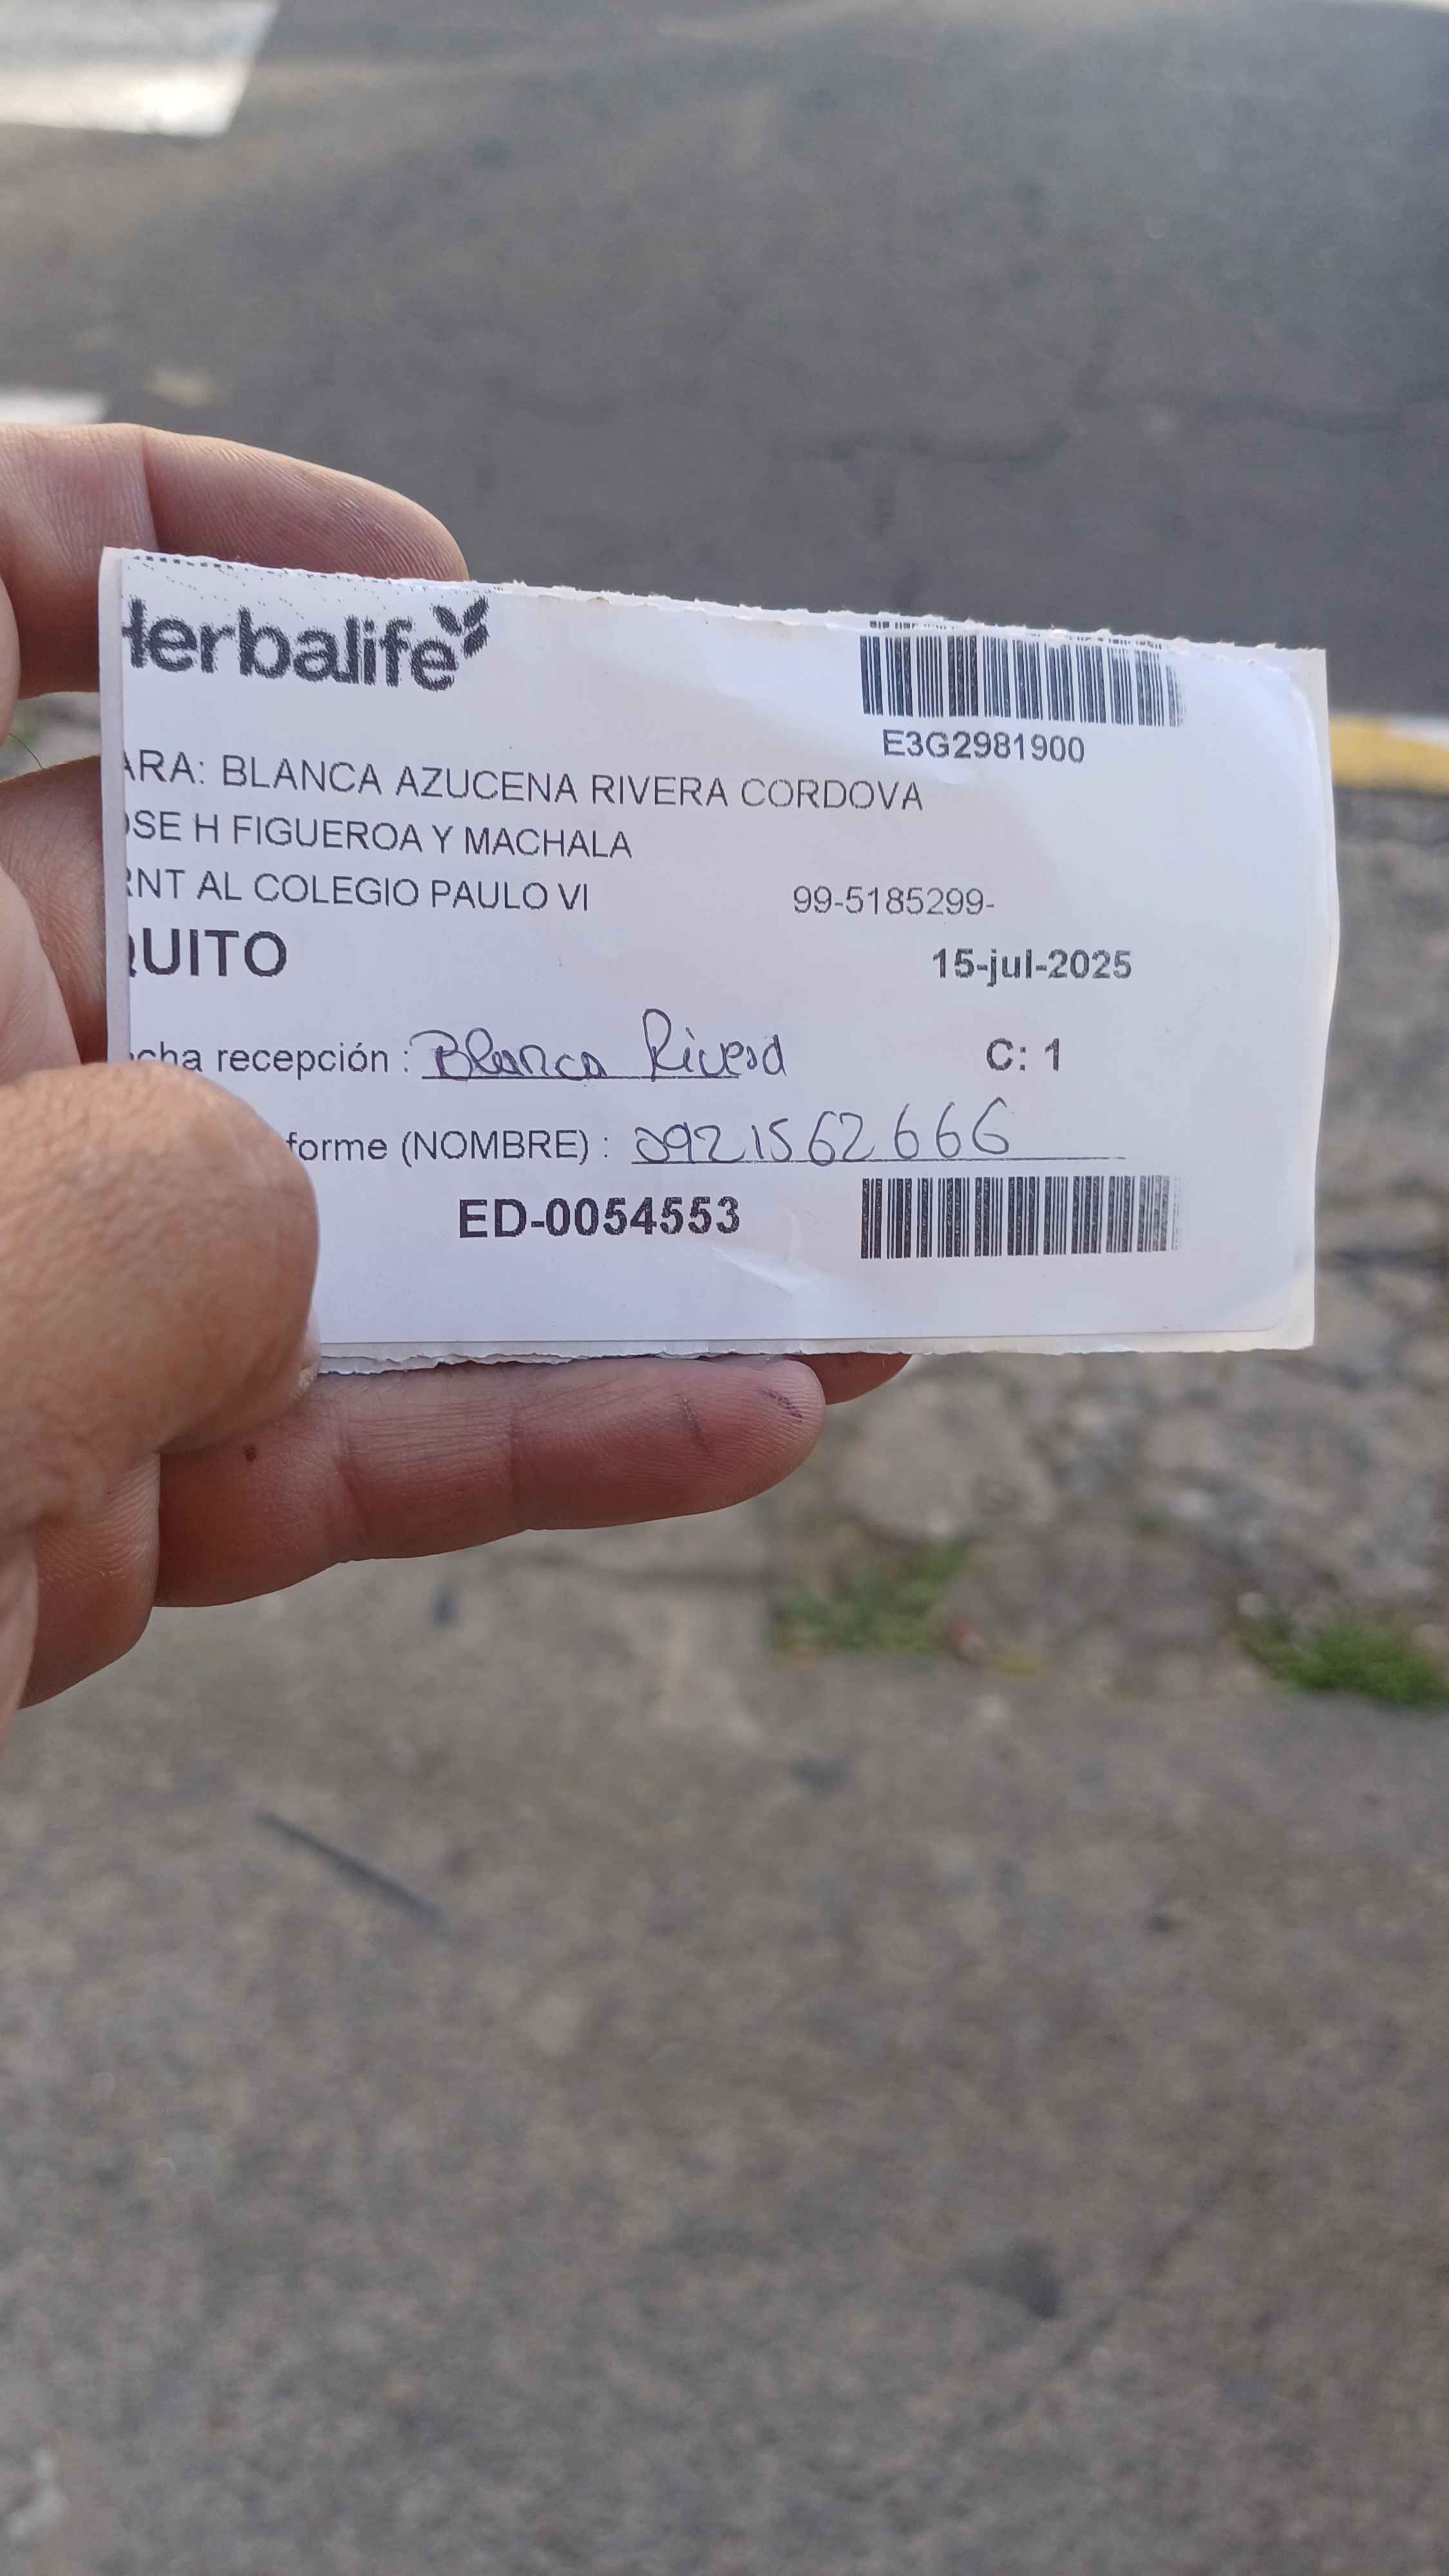 Herbalife
E3G2981900
ARA: BLANCA AZUCENA RIVERA CORDOVA
OSE H FIGUEROA Y MACHALA
RNT AL COLEGIO PAULO VI 99-5185299-
QUITO 15-jul-2025
cha recepción : Blanca Rivera C: 1
forme (NOMBRE) : 0921562666
ED-0054553